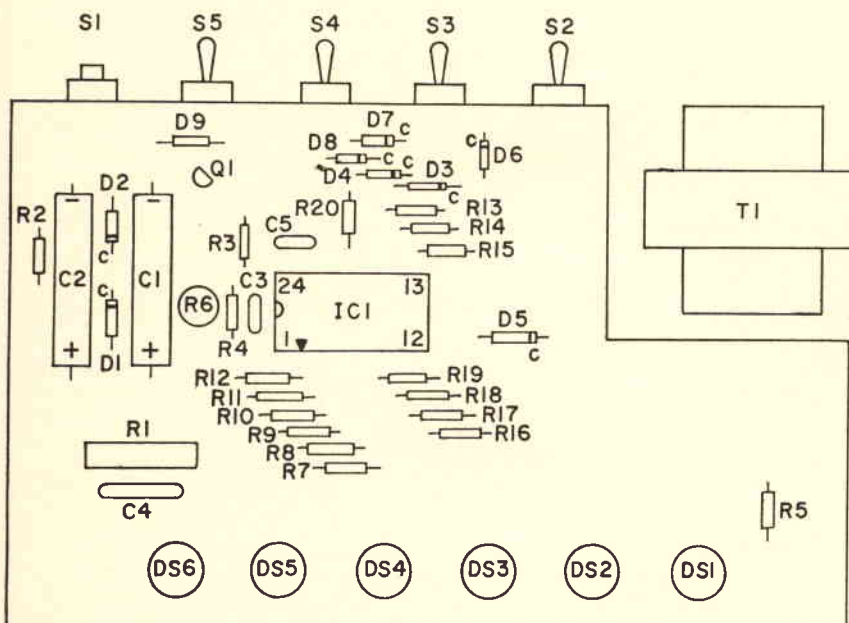 S1 S5 S4 S3 S2
D9 D7 c
D8 c c c D6
Q1 D4 D3
D2 c
R2 R20 R13 T1
C5 R14
R3 R15
c
C2 c C1 R6 C3 24 13
IC1
D5
R4 1 12 c
+ D1 +
R12 R19
R11 R18
R10 R17
R9 R16
R1 R8
R7
C4 R5
DS6 DS5 DS4 DS3 DS2 DS1